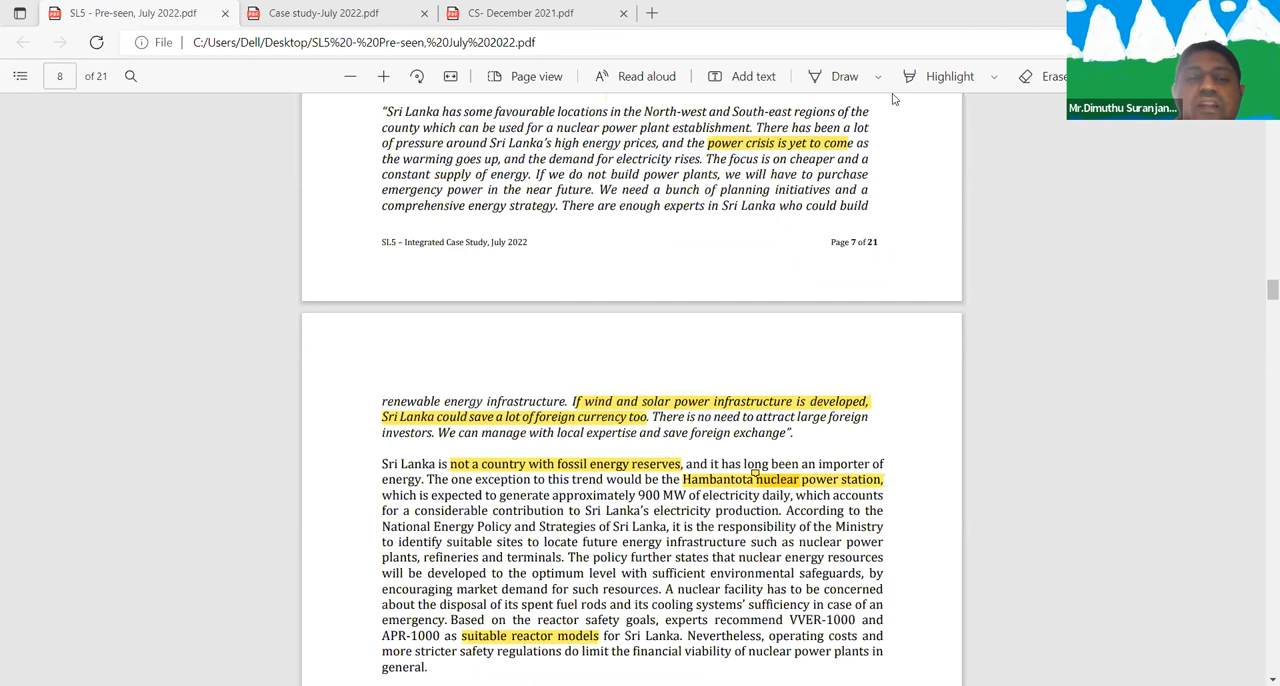 SL5 - Pre-seen, July 2022.pdf
Case study-July 2022.pdf
CS- December 2021.pdf
File
C:/Users/Dell/Desktop/SL5%20-%20Pre-seen,%20July%202022.pdf
8 of 21
Page view
Read aloud
Add text
Draw
Highlight
Erase
Mr.Dimuthu Suranjan...
“Sri Lanka has some favourable locations in the North-west and South-east regions of the
county which can be used for a nuclear power plant establishment. There has been a lot
of pressure around Sri Lanka’s high energy prices, and the power crisis is yet to come as
the warming goes up, and the demand for electricity rises. The focus is on cheaper and a
constant supply of energy. If we do not build power plants, we will have to purchase
emergency power in the near future. We need a bunch of planning initiatives and a
comprehensive energy strategy. There are enough experts in Sri Lanka who could build
SL5 – Integrated Case Study, July 2022
Page 7 of 21
renewable energy infrastructure. If wind and solar power infrastructure is developed,
Sri Lanka could save a lot of foreign currency too. There is no need to attract large foreign
investors. We can manage with local expertise and save foreign exchange”.
Sri Lanka is not a country with fossil energy reserves, and it has long been an importer of
energy. The one exception to this trend would be the Hambantota nuclear power station,
which is expected to generate approximately 900 MW of electricity daily, which accounts
for a considerable contribution to Sri Lanka’s electricity production. According to the
National Energy Policy and Strategies of Sri Lanka, it is the responsibility of the Ministry
to identify suitable sites to locate future energy infrastructure such as nuclear power
plants, refineries and terminals. The policy further states that nuclear energy resources
will be developed to the optimum level with sufficient environmental safeguards, by
encouraging market demand for such resources. A nuclear facility has to be concerned
about the disposal of its spent fuel rods and its cooling systems’ sufficiency in case of an
emergency. Based on the reactor safety goals, experts recommend VVER-1000 and
APR-1000 as suitable reactor models for Sri Lanka. Nevertheless, operating costs and
more stricter safety regulations do limit the financial viability of nuclear power plants in
general.